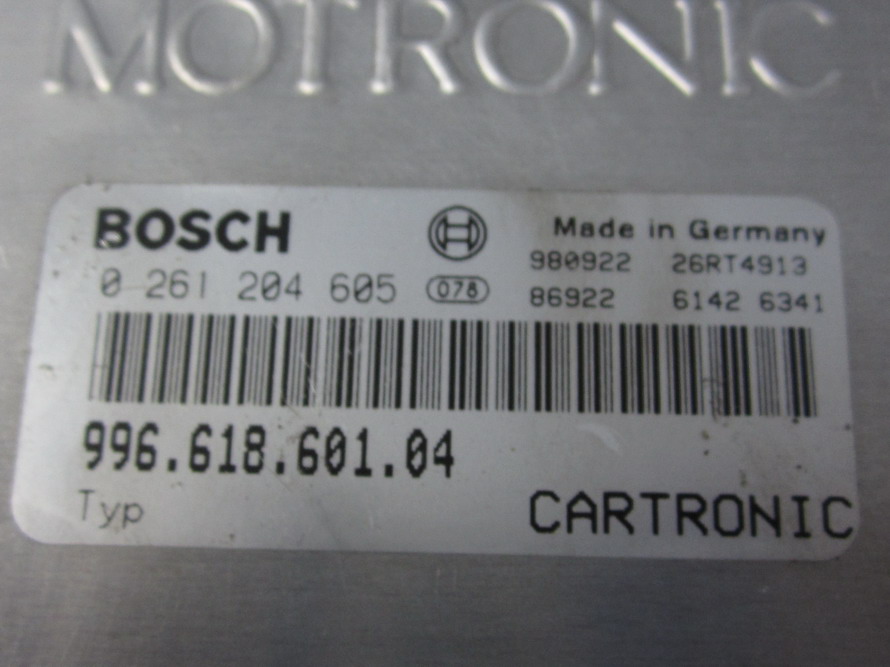 MOTRONIC
BOSCH Made in Germany
980922 26RT4913
0 261 204 605 078 86922 6142 6341
996.618.601.04
Typ CARTRONIC